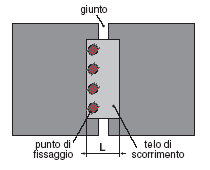 giunto
punto di
fissaggio
L
telo di
scorrimento